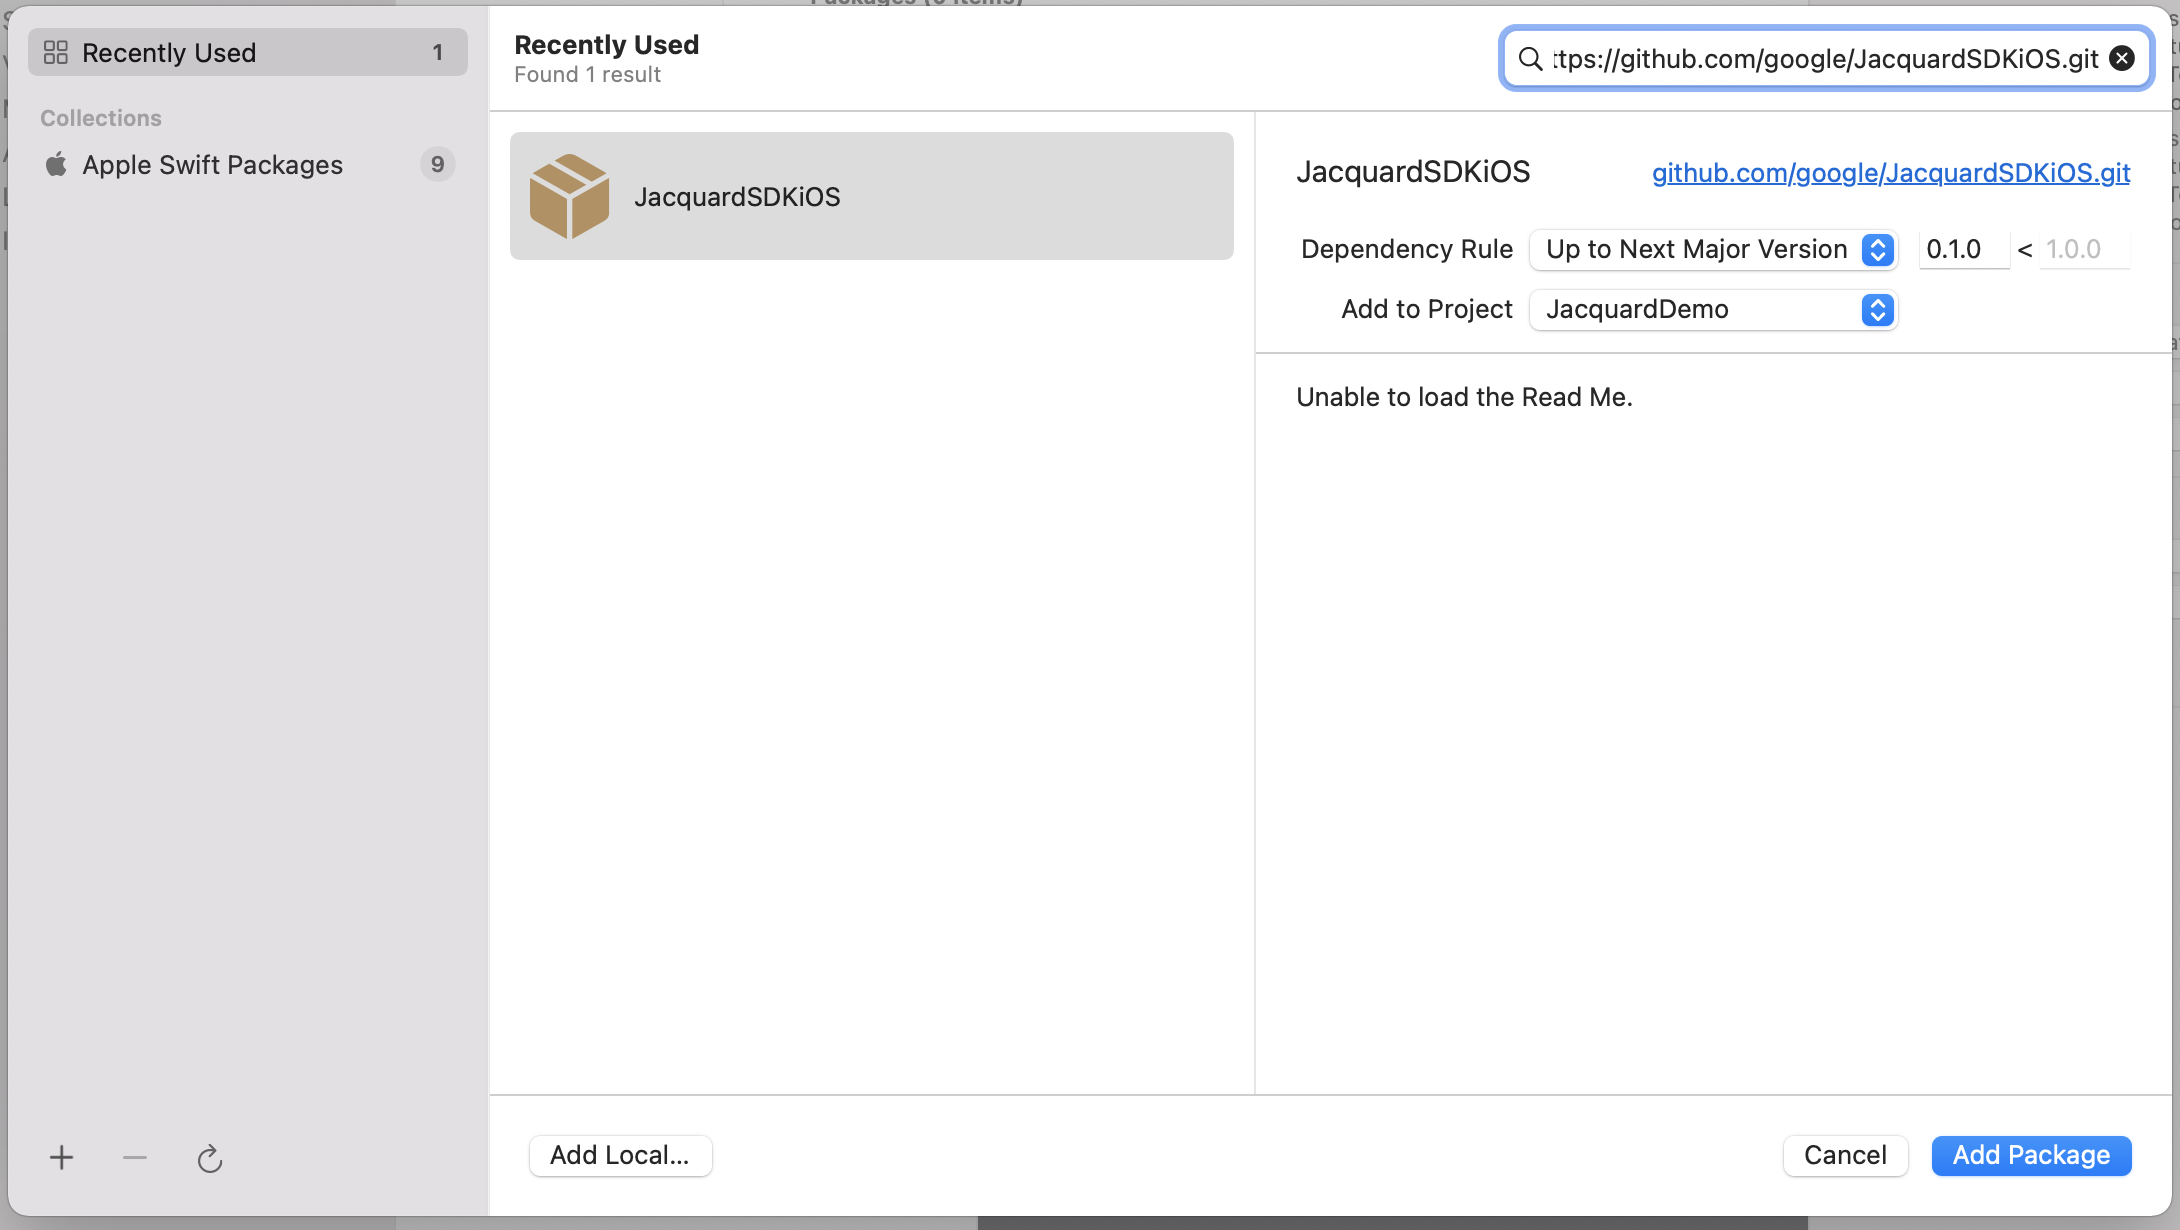 Recently Used 1
Collections
Apple Swift Packages 9
Recently Used
Found 1 result
ttps://github.com/google/JacquardSDKiOS.git
JacquardSDKiOS
JacquardSDKiOS github.com/google/JacquardSDKiOS.git
Dependency Rule Up to Next Major Version 0.1.0 < 1.0.0
Add to Project JacquardDemo
Unable to load the Read Me.
Add Local...
Cancel
Add Package